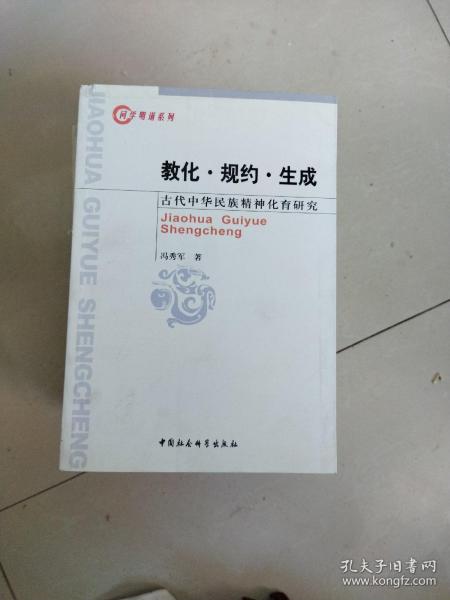 问学明道系列
教化·规约·生成
古代中华民族精神化育研究
Jiaohua Guiyue
Shengcheng
冯秀军 著
中国社会科学出版社
JIAOHUA GUIYUE SHENGCHENG
孔夫子旧书网
www.kongfz.com